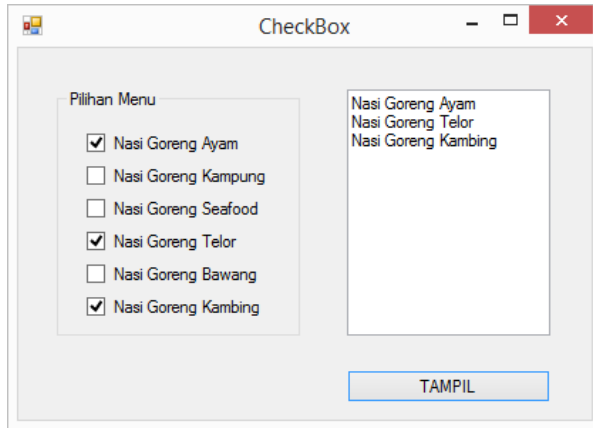 CheckBox
Pilihan Menu
Nasi Goreng Ayam
Nasi Goreng Kampung
Nasi Goreng Seafood
Nasi Goreng Telor
Nasi Goreng Bawang
Nasi Goreng Kambing
Nasi Goreng Ayam
Nasi Goreng Telor
Nasi Goreng Kambing
TAMPIL